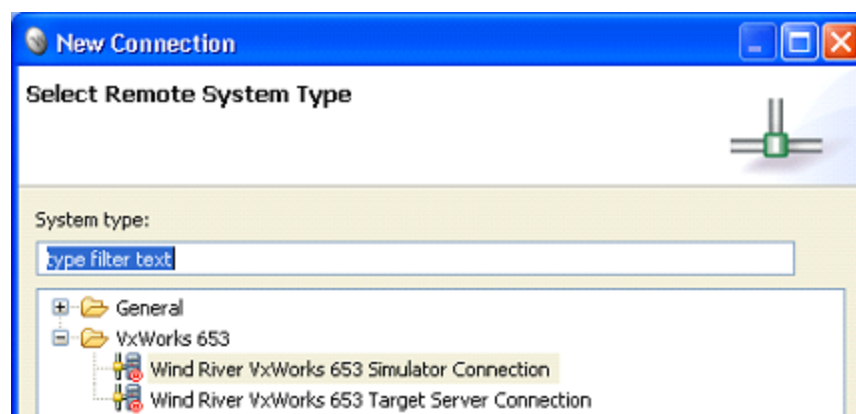 New Connection
Select Remote System Type
System type:
type filter text
General
VxWorks 653
Wind River VxWorks 653 Simulator Connection
Wind River VxWorks 653 Target Server Connection